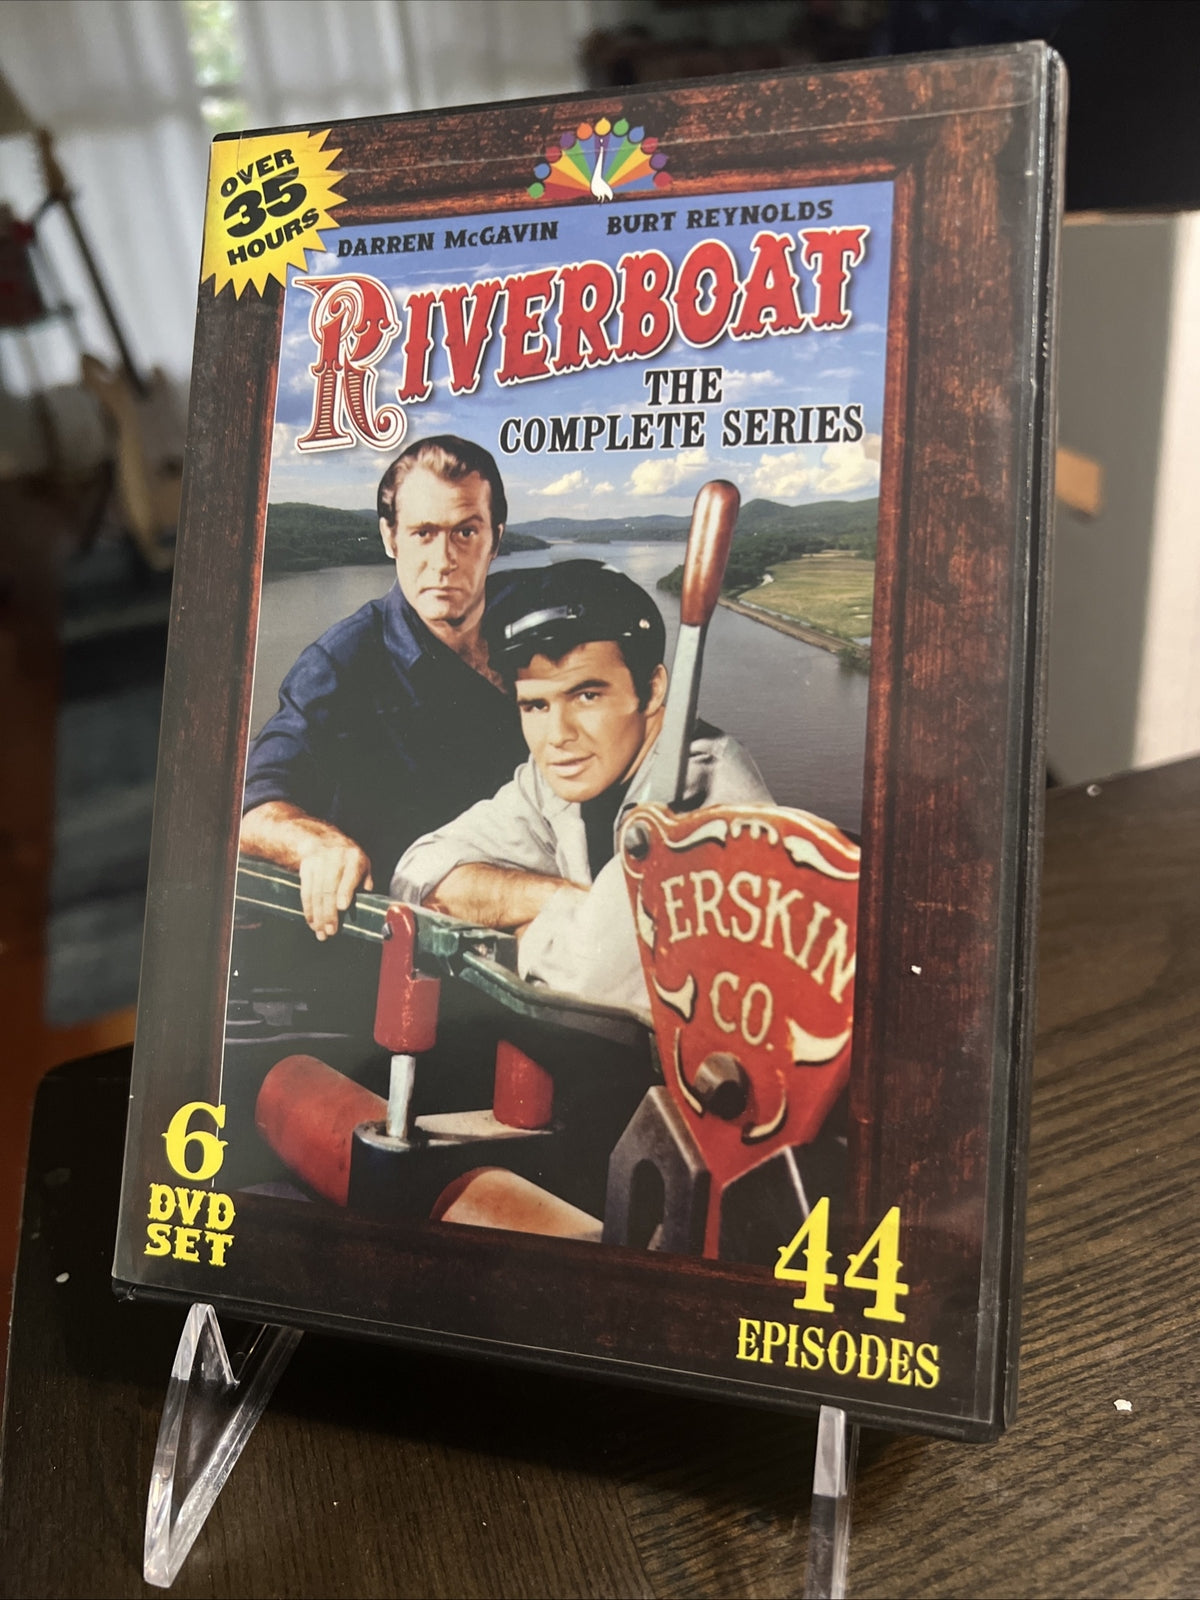 OVER
35
HOURS
DARREN McGAVIN BURT REYNOLDS
RIVERBOAT
THE
COMPLETE SERIES
ERSKIN
CO.
6
DVD
SET
44
EPISODES